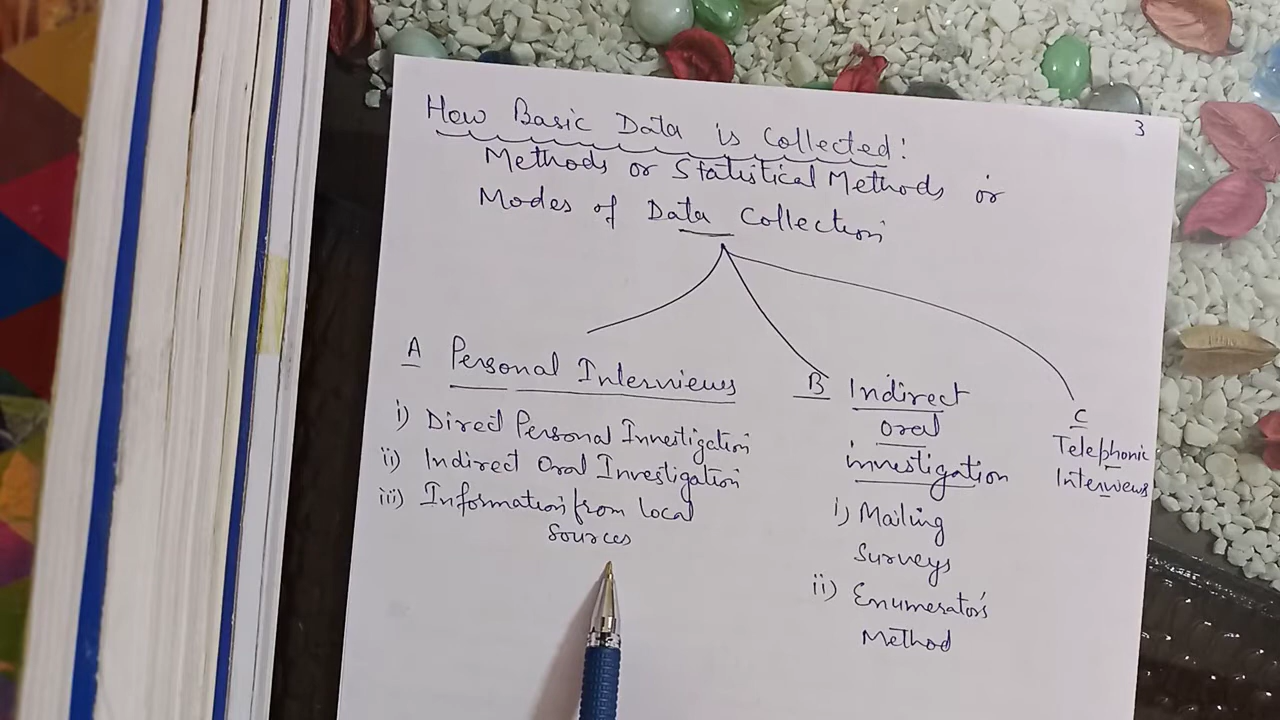 3
How Basic Data is Collected:
Methods or Statistical Methods or
Modes of Data Collection
A Personal Interviews
i) Direct Personal Investigation
ii) Indirect Oral Investigation
iii) Information from local
sources
B Indirect
oral
investigation
i) Mailing
Surveys
ii) Enumerator's
Method
C
Telephonic
Interviews